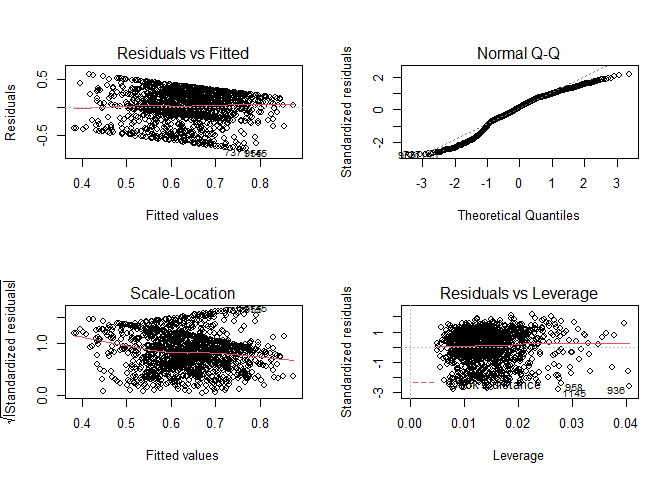 Residuals vs Fitted
Residuals
0.5
-0.5
0.4 0.5 0.6 0.7 0.8
Fitted values
Normal Q-Q
Standardized residuals
2
0
-2
-3 -2 -1 0 1 2 3
Theoretical Quantiles
Scale-Location
√|Standardized residuals|
1.0
0.0
0.4 0.5 0.6 0.7 0.8
Fitted values
Residuals vs Leverage
Standardized residuals
1
-1
-3
distance
958
1145
936
0.00 0.01 0.02 0.03 0.04
Leverage